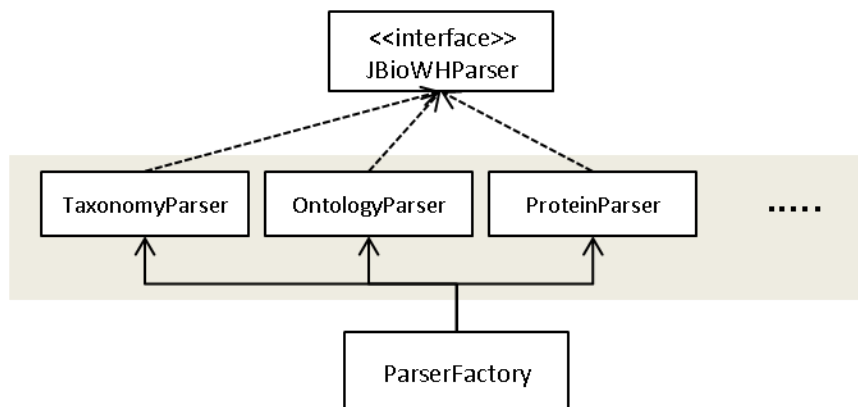 <<interface>>
JBioWHParser
TaxonomyParser
OntologyParser
ProteinParser
.....
ParserFactory